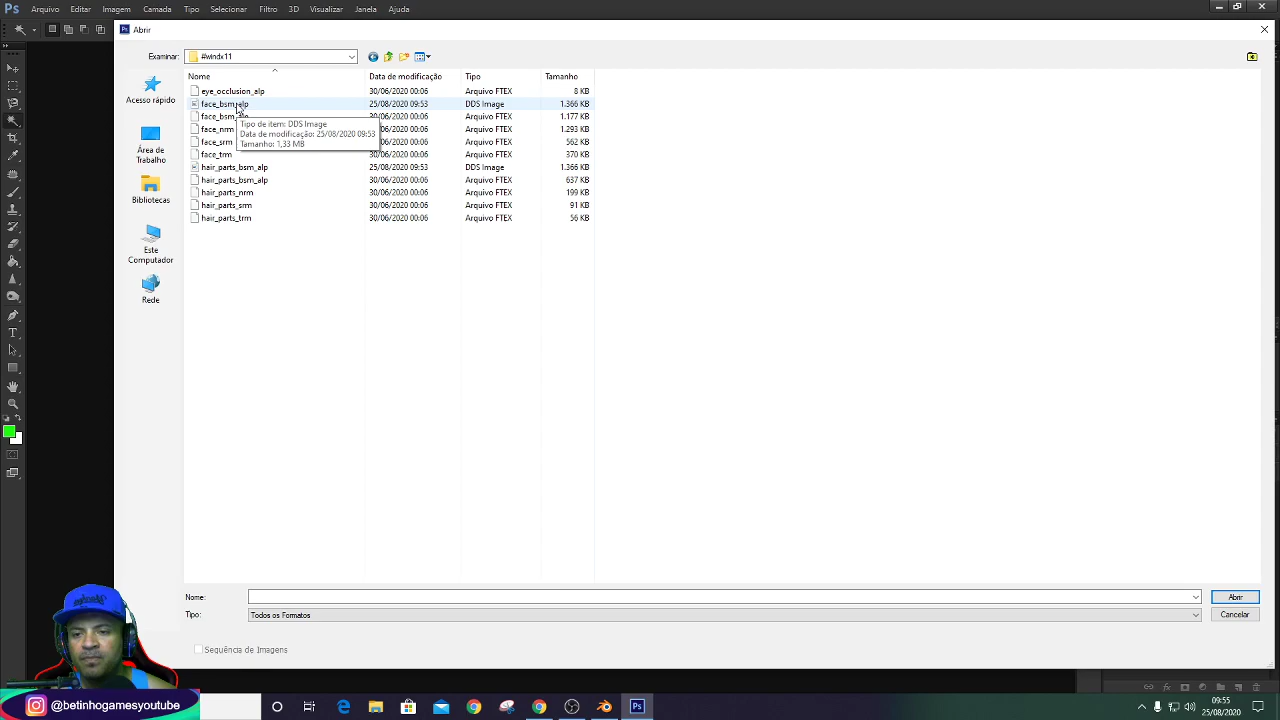 Ps Arquivo Editar Imagem Camada Tipo Selecionar Filtro 3D Visualizar Janela Ajuda
Ps Abrir
Examinar: #windx11
Nome Data de modificação Tipo Tamanho
eye_occlusion_alp 30/06/2020 00:06 Arquivo FTEX 8 KB
face_bsm_alp 25/08/2020 09:53 DDS Image 1.366 KB
face_bsm_alp 30/06/2020 00:06 Arquivo FTEX 1.177 KB
face_nrm 06/2020 00:06 Arquivo FTEX 1.293 KB
face_srm 06/2020 00:06 Arquivo FTEX 562 KB
face_trm 30/06/2020 00:06 Arquivo FTEX 370 KB
hair_parts_bsm_alp 25/08/2020 09:53 DDS Image 1.366 KB
hair_parts_bsm_alp 30/06/2020 00:06 Arquivo FTEX 637 KB
hair_parts_nrm 30/06/2020 00:06 Arquivo FTEX 199 KB
hair_parts_srm 30/06/2020 00:06 Arquivo FTEX 91 KB
hair_parts_trm 30/06/2020 00:06 Arquivo FTEX 56 KB
Tipo de item: DDS Image
Data de modificação: 25/08/2020 09:53
Tamanho: 1,33 MB
Acesso rápido
Área de
Trabalho
Bibliotecas
Este
Computador
Rede
Nome: Abrir
Tipo: Todos os Formatos Cancelar
Sequência de Imagens
@betinhogamesyoutube
09:55
25/08/2020